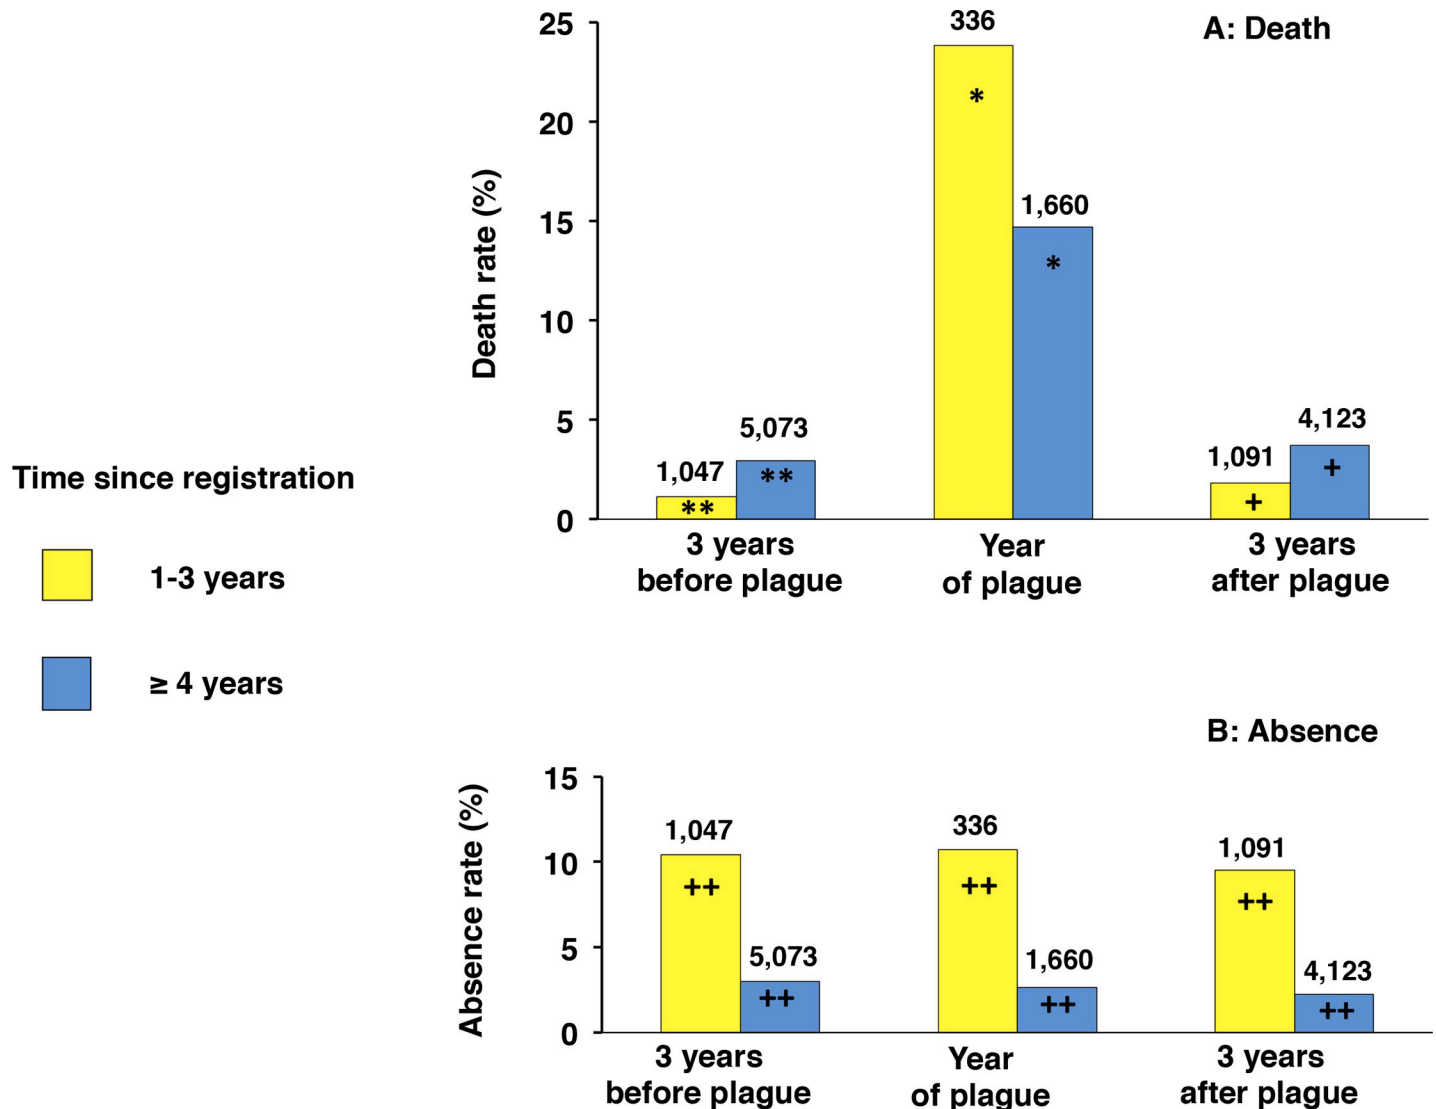 A: Death
Death rate (%)
25
20
15
10
5
0
336
*
1,660
*
5,073
**
1,047
**
4,123
+
1,091
+
3 years
before plague
Year
of plague
3 years
after plague
Time since registration
1-3 years
≥ 4 years
B: Absence
Absence rate (%)
15
10
5
0
1,047
++
5,073
++
336
++
1,660
++
1,091
++
4,123
++
3 years
before plague
Year
of plague
3 years
after plague